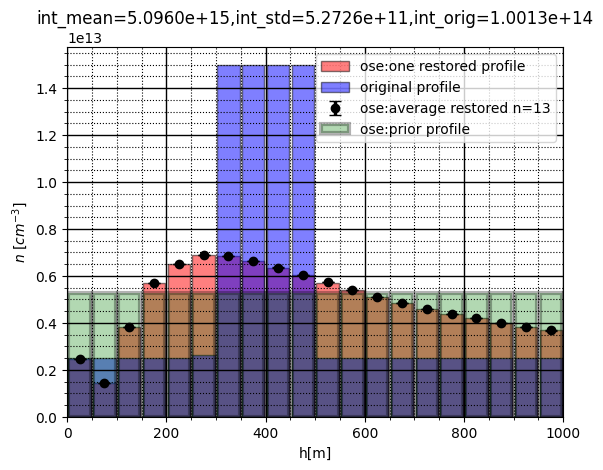 int_mean=5.0960e+15,int_std=5.2726e+11,int_orig=1.0013e+14
1e13
ose:one restored profile
original profile
ose:average restored n=13
ose:prior profile
1.4
1.2
1.0
0.8
0.6
0.4
0.2
0.0
n [cm⁻³]
0 200 400 600 800 1000
h[m]